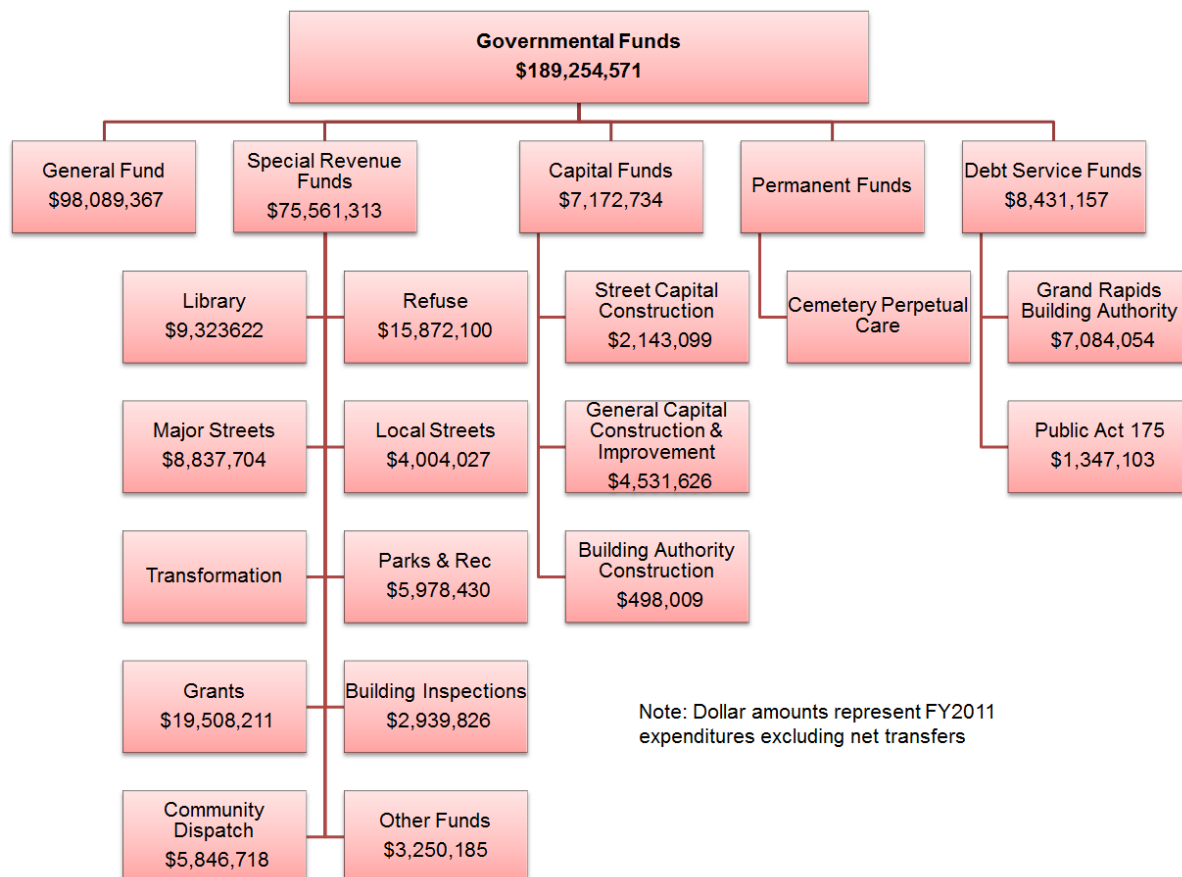 Governmental Funds
$189,254,571
General Fund
$98,089,367
Special Revenue
Funds
$75,561,313
Capital Funds
$7,172,734
Permanent Funds
Debt Service Funds
$8,431,157
Library
$9,323622
Refuse
$15,872,100
Street Capital
Construction
$2,143,099
Cemetery Perpetual
Care
Grand Rapids
Building Authority
$7,084,054
Major Streets
$8,837,704
Local Streets
$4,004,027
General Capital
Construction &
Improvement
$4,531,626
Public Act 175
$1,347,103
Transformation
Parks & Rec
$5,978,430
Building Authority
Construction
$498,009
Grants
$19,508,211
Building Inspections
$2,939,826
Note: Dollar amounts represent FY2011
expenditures excluding net transfers
Community
Dispatch
$5,846,718
Other Funds
$3,250,185